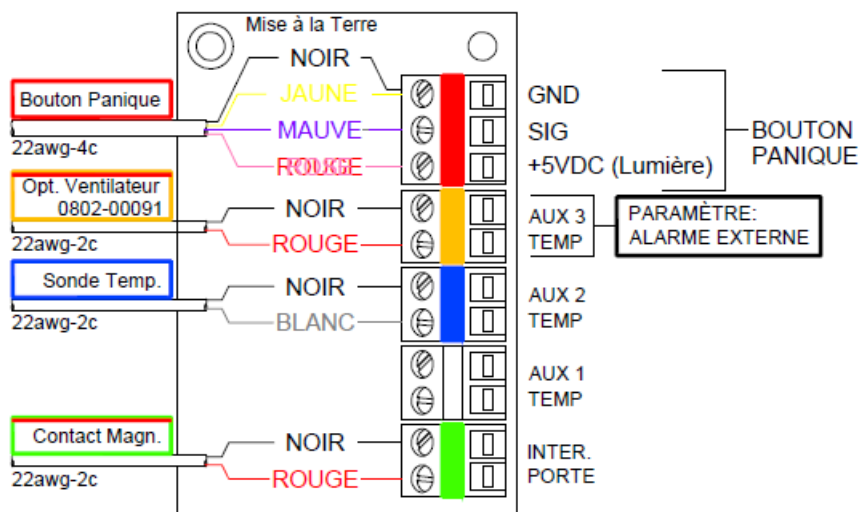 Mise à la Terre
Bouton Panique
22awg-4c
NOIR
JAUNE
MAUVE
ROUGE
GND
SIG
+5VDC (Lumière)
BOUTON
PANIQUE
Opt. Ventilateur
0802-00091
22awg-2c
NOIR
ROUGE
AUX 3
TEMP
PARAMÈTRE:
ALARME EXTERNE
Sonde Temp.
22awg-2c
NOIR
BLANC
AUX 2
TEMP
AUX 1
TEMP
Contact Magn.
22awg-2c
NOIR
ROUGE
INTER.
PORTE